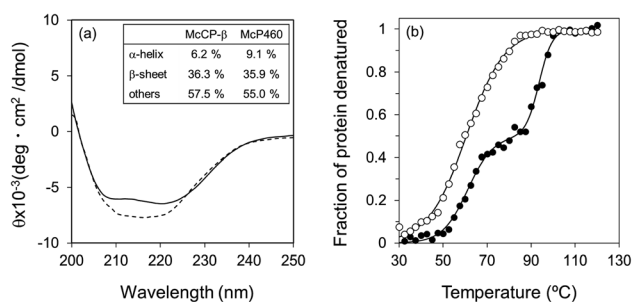 (a)
McCP-β McP460
α-helix 6.2 % 9.1 %
β-sheet 36.3 % 35.9 %
others 57.5 % 55.0 %
10
5
0
-5
-10
θx10⁻³(deg・cm² /dmol)
200 210 220 230 240 250
Wavelength (nm)
(b)
1
0.8
0.6
0.4
0.2
0
Fraction of protein denatured
30 50 70 90 110 130
Temperature (ºC)